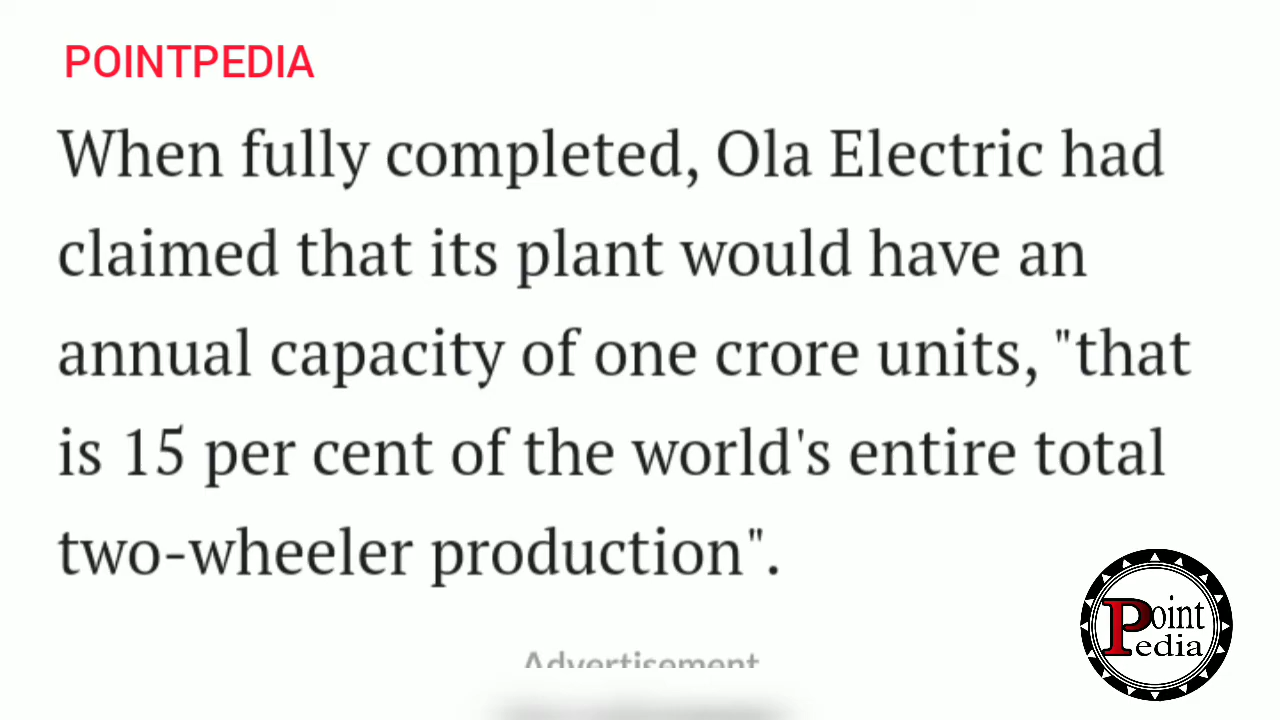 POINTPEDIA
When fully completed, Ola Electric had
claimed that its plant would have an
annual capacity of one crore units, "that
is 15 per cent of the world's entire total
two-wheeler production".
Advertisement
Point
Pedia